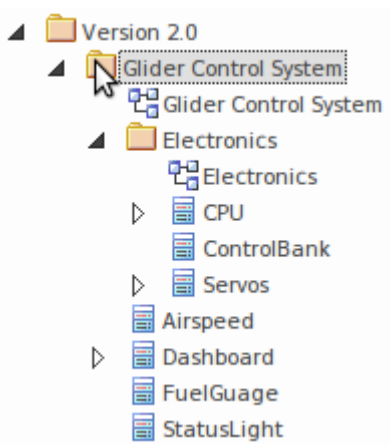 Version 2.0
Glider Control System
Glider Control System
Electronics
Electronics
CPU
ControlBank
Servos
Airspeed
Dashboard
FuelGuage
StatusLight